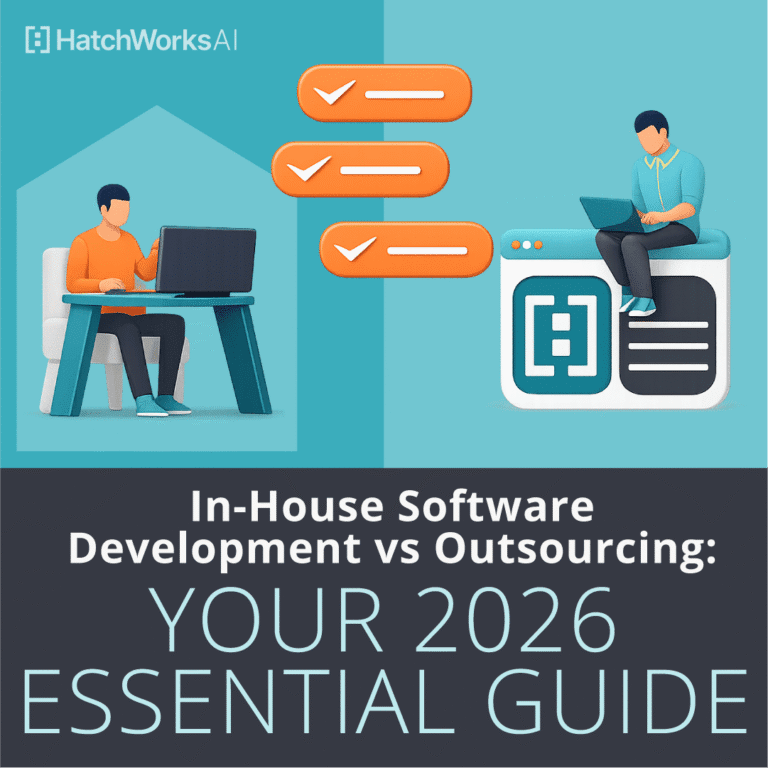 HatchWorksAI
In-House Software
Development vs Outsourcing:
YOUR 2026
ESSENTIAL GUIDE